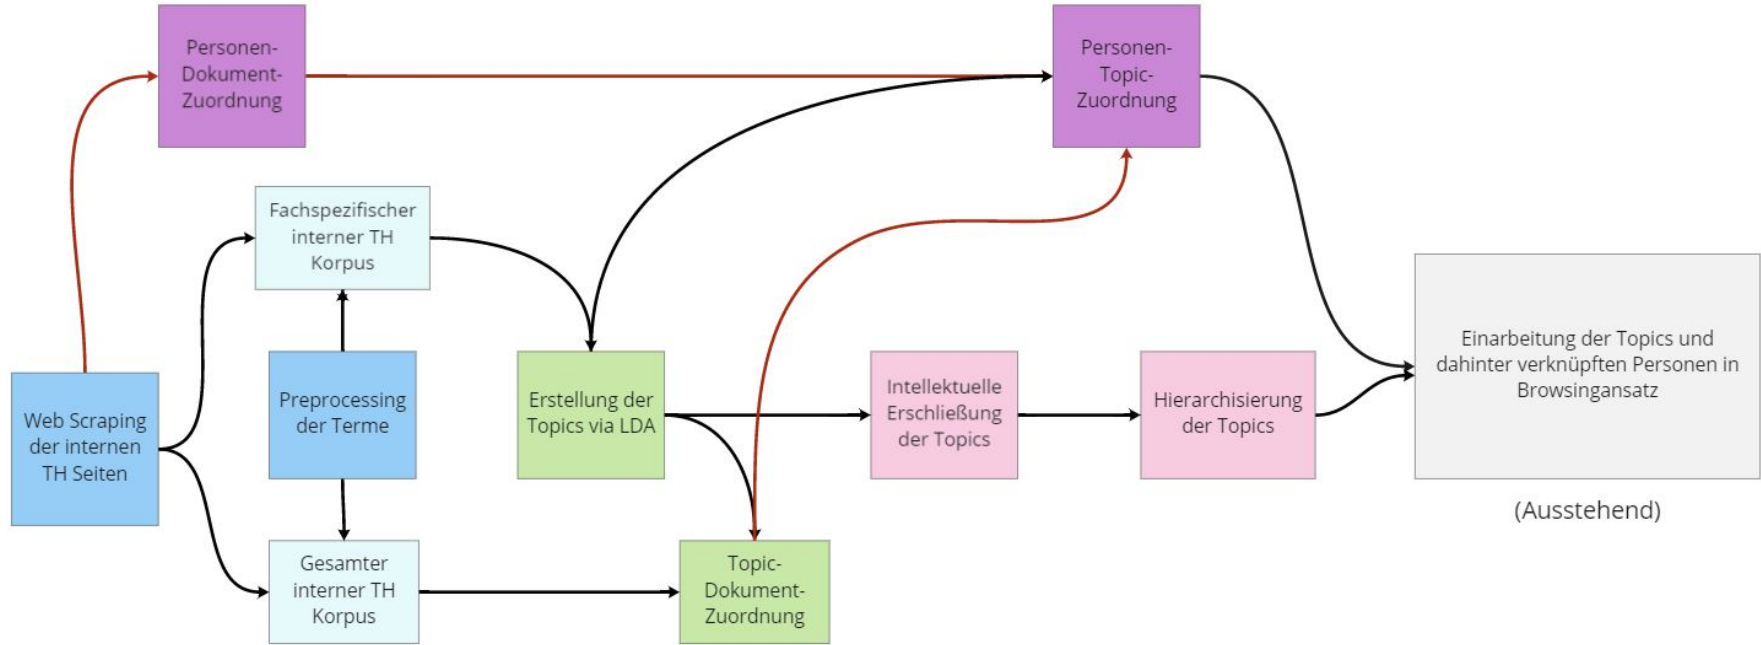 Personen-
Dokument-
Zuordnung
Personen-
Topic-
Zuordnung
Fachspezifischer
interner TH
Korpus
Web Scraping
der internen
TH Seiten
Preprocessing
der Terme
Erstellung der
Topics via LDA
Intellektuelle
Erschließung
der Topics
Hierarchisierung
der Topics
Einarbeitung der Topics und
dahinter verknüpften Personen in
Browsingansatz
(Ausstehend)
Gesamter
interner TH
Korpus
Topic-
Dokument-
Zuordnung